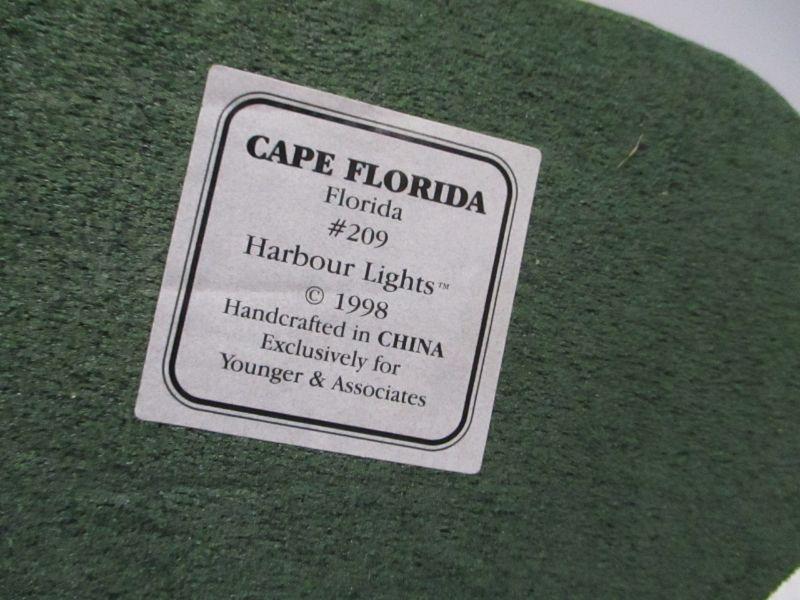 CAPE FLORIDA
Florida
#209
Harbour Lights™
© 1998
Handcrafted in CHINA
Exclusively for
Younger & Associates